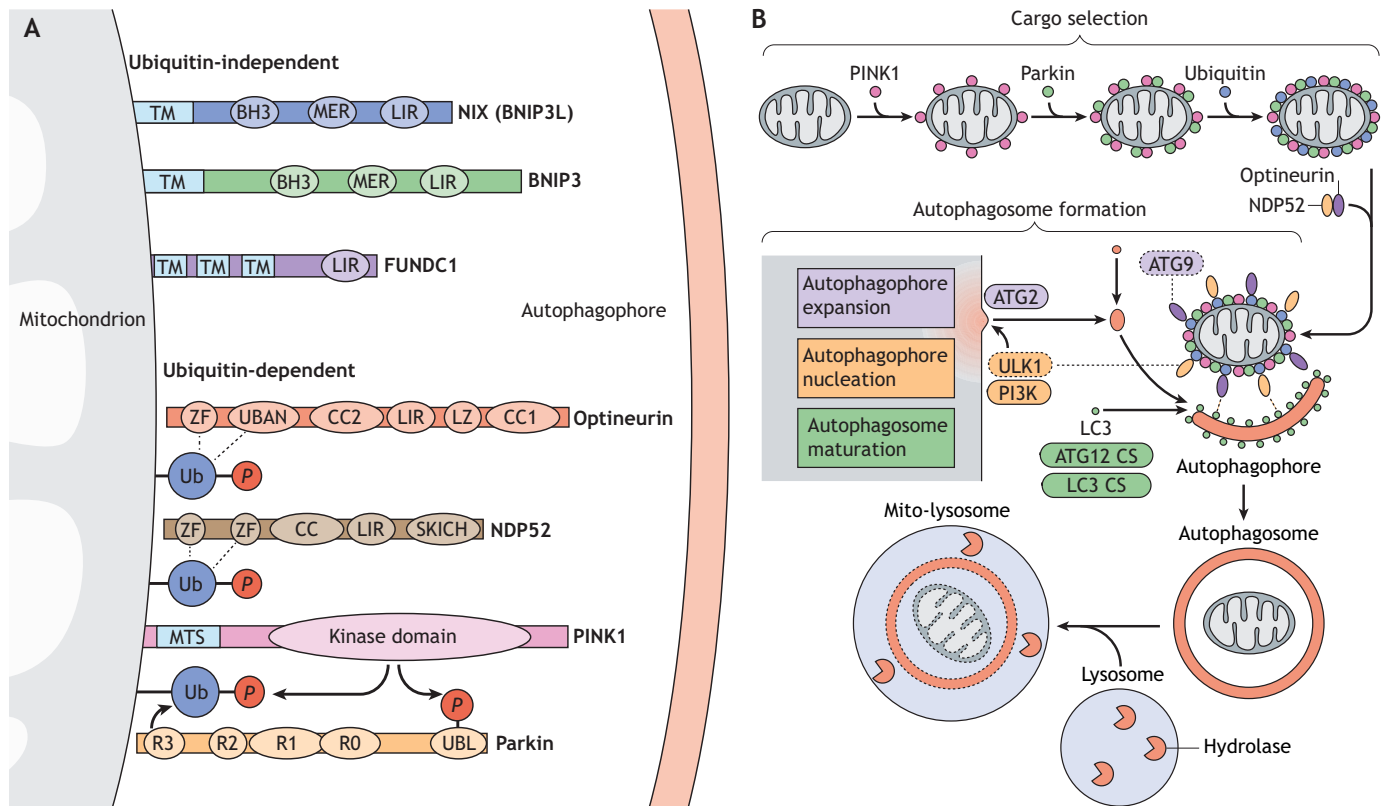 A
Ubiquitin-independent
TM BH3 MER LIR NIX (BNIP3L)
TM BH3 MER LIR BNIP3
TM TM TM LIR FUNDC1
Mitochondrion
Autophagophore
Ubiquitin-dependent
ZF UBAN CC2 LIR LZ CC1 Optineurin
Ub P
ZF ZF CC LIR SKICH NDP52
Ub P
MTS Kinase domain PINK1
Ub P P
R3 R2 R1 R0 UBL Parkin
B
Cargo selection
PINK1 Parkin Ubiquitin
Optineurin
NDP52
Autophagosome formation
Autophagophore
expansion
Autophagophore
nucleation
Autophagosome
maturation
ATG2
ULK1
PI3K
ATG9
LC3
ATG12 CS
LC3 CS
Autophagophore
Autophagosome
Mito-lysosome
Lysosome
Hydrolase